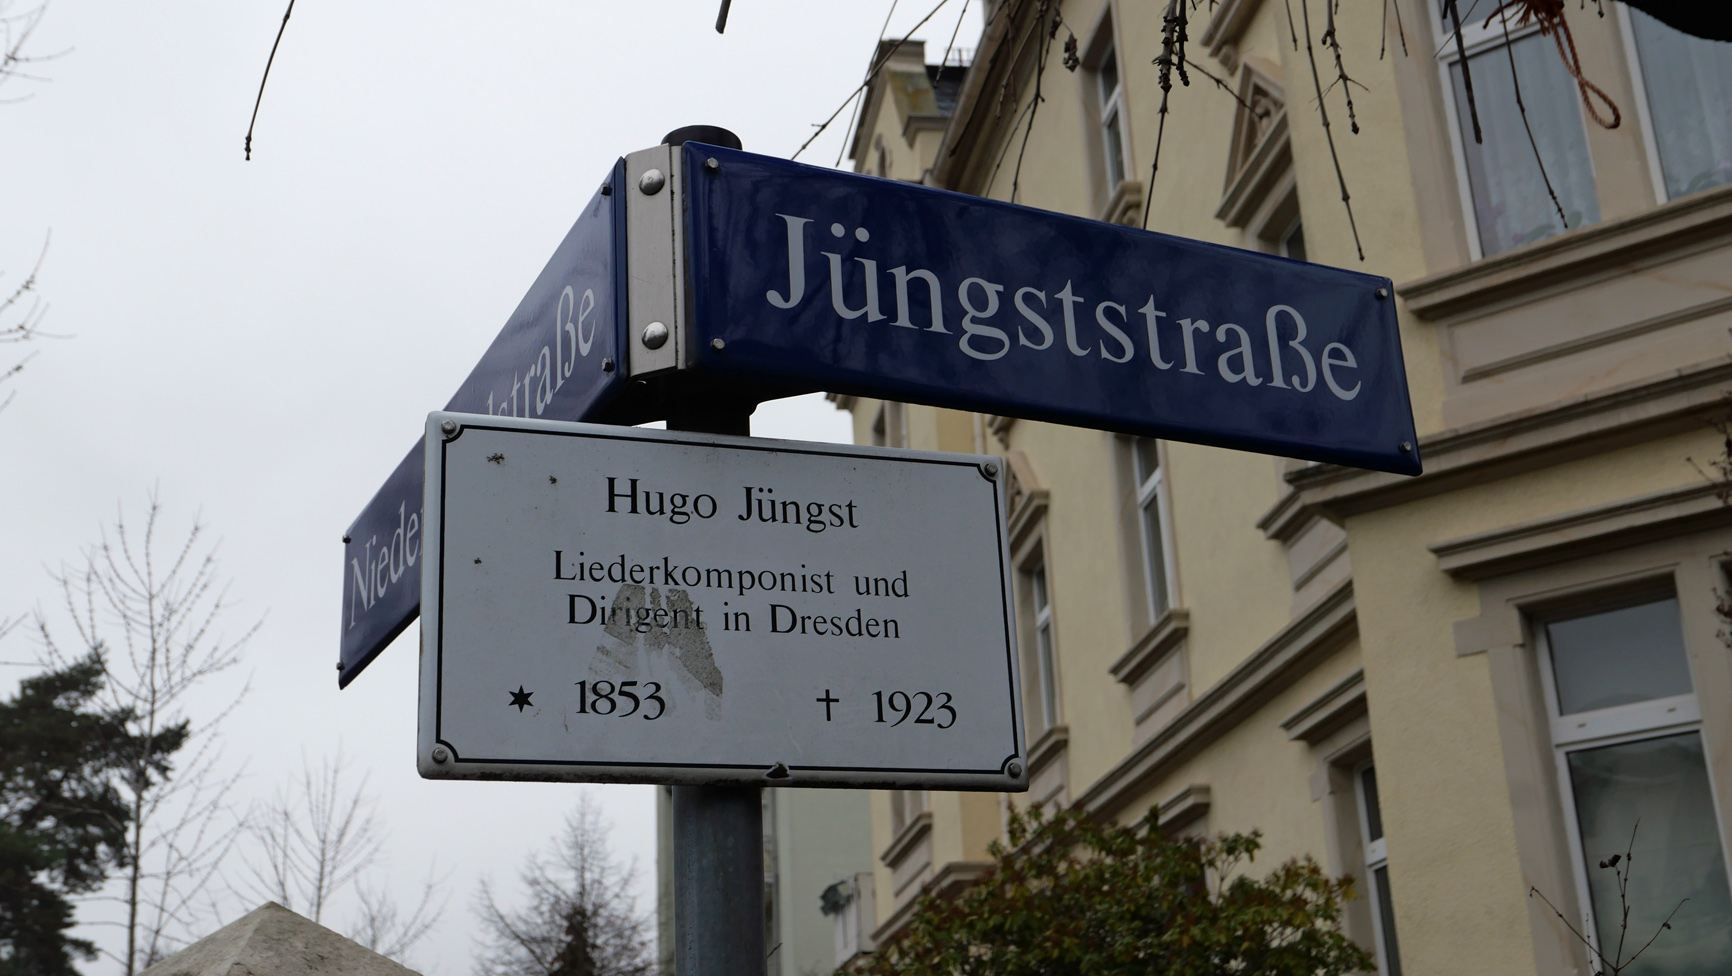 Jüngststraße
Hugo Jüngst
Liederkomponist und
Dirigent in Dresden
✶ 1853 † 1923